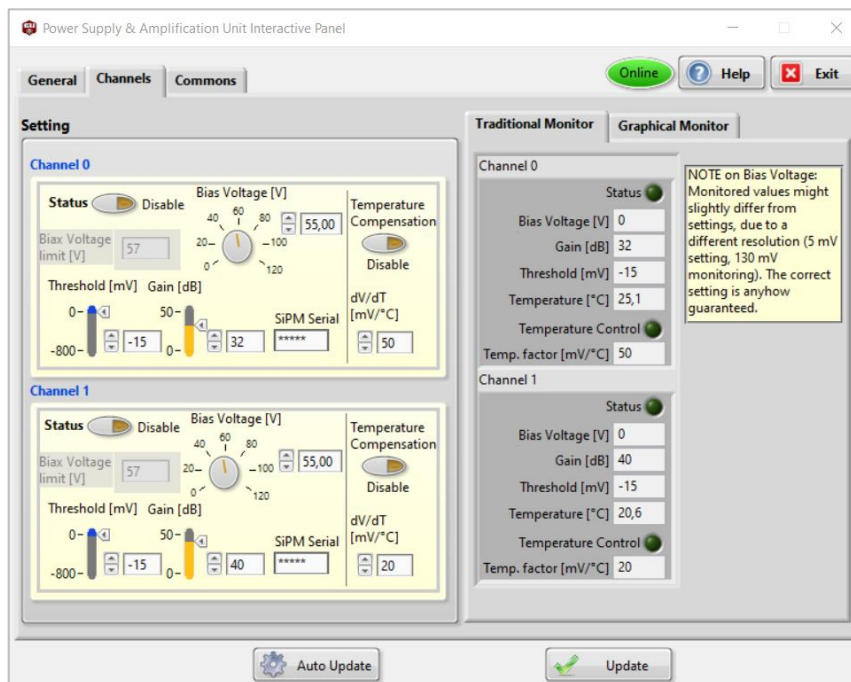 Power Supply & Amplification Unit Interactive Panel
General Channels Commons
Online Help Exit
Setting
Channel 0
Status Disable
Bias Voltage [V]
0 20 40 60 80 100 120
55,00
Biax Voltage
limit [V]
57
Temperature
Compensation
Disable
Threshold [mV]
0
-800
-15
Gain [dB]
50
0
32
SiPM Serial
*****
dV/dT
[mV/°C]
50
Channel 1
Status Disable
Bias Voltage [V]
0 20 40 60 80 100 120
55,00
Biax Voltage
limit [V]
57
Temperature
Compensation
Disable
Threshold [mV]
0
-800
-15
Gain [dB]
50
0
40
SiPM Serial
*****
dV/dT
[mV/°C]
20
Traditional Monitor Graphical Monitor
Channel 0
Status
Bias Voltage [V] 0
Gain [dB] 32
Threshold [mV] -15
Temperature [°C] 25,1
Temperature Control
Temp. factor [mV/°C] 50
Channel 1
Status
Bias Voltage [V] 0
Gain [dB] 40
Threshold [mV] -15
Temperature [°C] 20,6
Temperature Control
Temp. factor [mV/°C] 20
NOTE on Bias Voltage:
Monitored values might
slightly differ from
settings, due to a
different resolution (5 mV
setting, 130 mV
monitoring). The correct
setting is anyhow
guaranteed.
Auto Update
Update